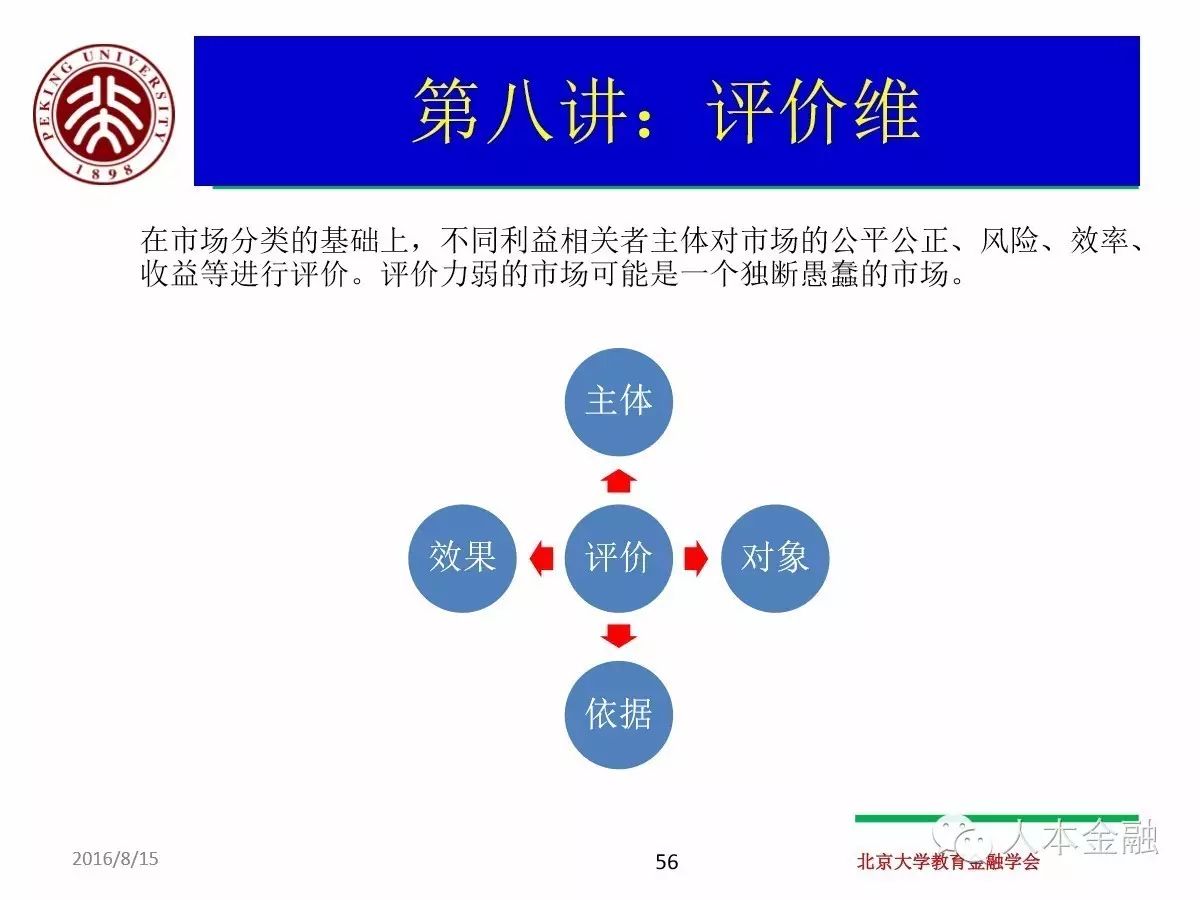 PEKING UNIVERSITY
1898
第八讲：评价维
在市场分类的基础上，不同利益相关者主体对市场的公平公正、风险、效率、
收益等进行评价。评价力弱的市场可能是一个独断愚蠢的市场。
主体
效果
评价
对象
依据
2016/8/15
56
人本金融
北京大学教育金融学会